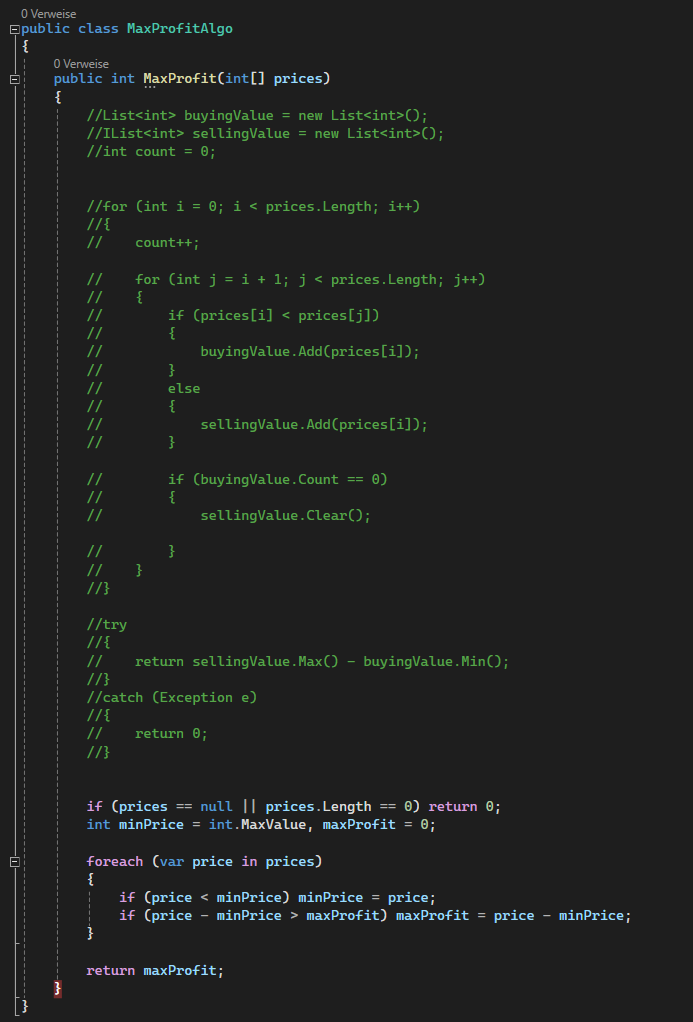 0 Verweise
public class MaxProfitAlgo
{
0 Verweise
public int MaxProfit(int[] prices)
{
//List<int> buyingValue = new List<int>();
//IList<int> sellingValue = new List<int>();
//int count = 0;
//for (int i = 0; i < prices.Length; i++)
//{
//    count++;
//    for (int j = i + 1; j < prices.Length; j++)
//    {
//        if (prices[i] < prices[j])
//        {
//            buyingValue.Add(prices[i]);
//        }
//        else
//        {
//            sellingValue.Add(prices[i]);
//        }
//        if (buyingValue.Count == 0)
//        {
//            sellingValue.Clear();
//        }
//    }
//}
//try
//{
//    return sellingValue.Max() - buyingValue.Min();
//}
//catch (Exception e)
//{
//    return 0;
//}
if (prices == null || prices.Length == 0) return 0;
int minPrice = int.MaxValue, maxProfit = 0;
foreach (var price in prices)
{
if (price < minPrice) minPrice = price;
if (price - minPrice > maxProfit) maxProfit = price - minPrice;
}
return maxProfit;
}
}